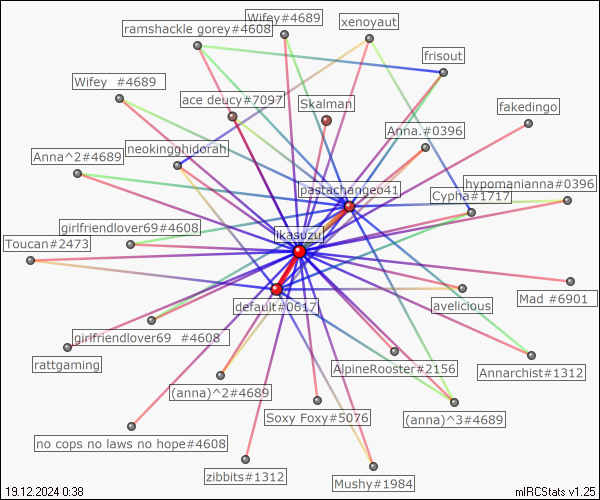 Wifey#4689
xenoyaut
ramshackle gorey#4608
frisout
Wifey  #4689
ace deucy#7097
Skalman
fakedingo
Anna.#0396
neokingghidorah
Anna^2#4689
pastachangeo41
hypomanianna#0396
Cypha#1717
girlfriendlover69#4608
ikasuzu
Toucan#2473
default#0617
avelicious
Mad #6901
girlfriendlover69  #4608
rattgaming
AlpineRooster#2156
Annarchist#1312
(anna)^2#4689
Soxy Foxy#5076
(anna)^3#4689
no cops no laws no hope#4608
zibbits#1312
Mushy#1984
19.12.2024 0:38
mIRCStats v1.25